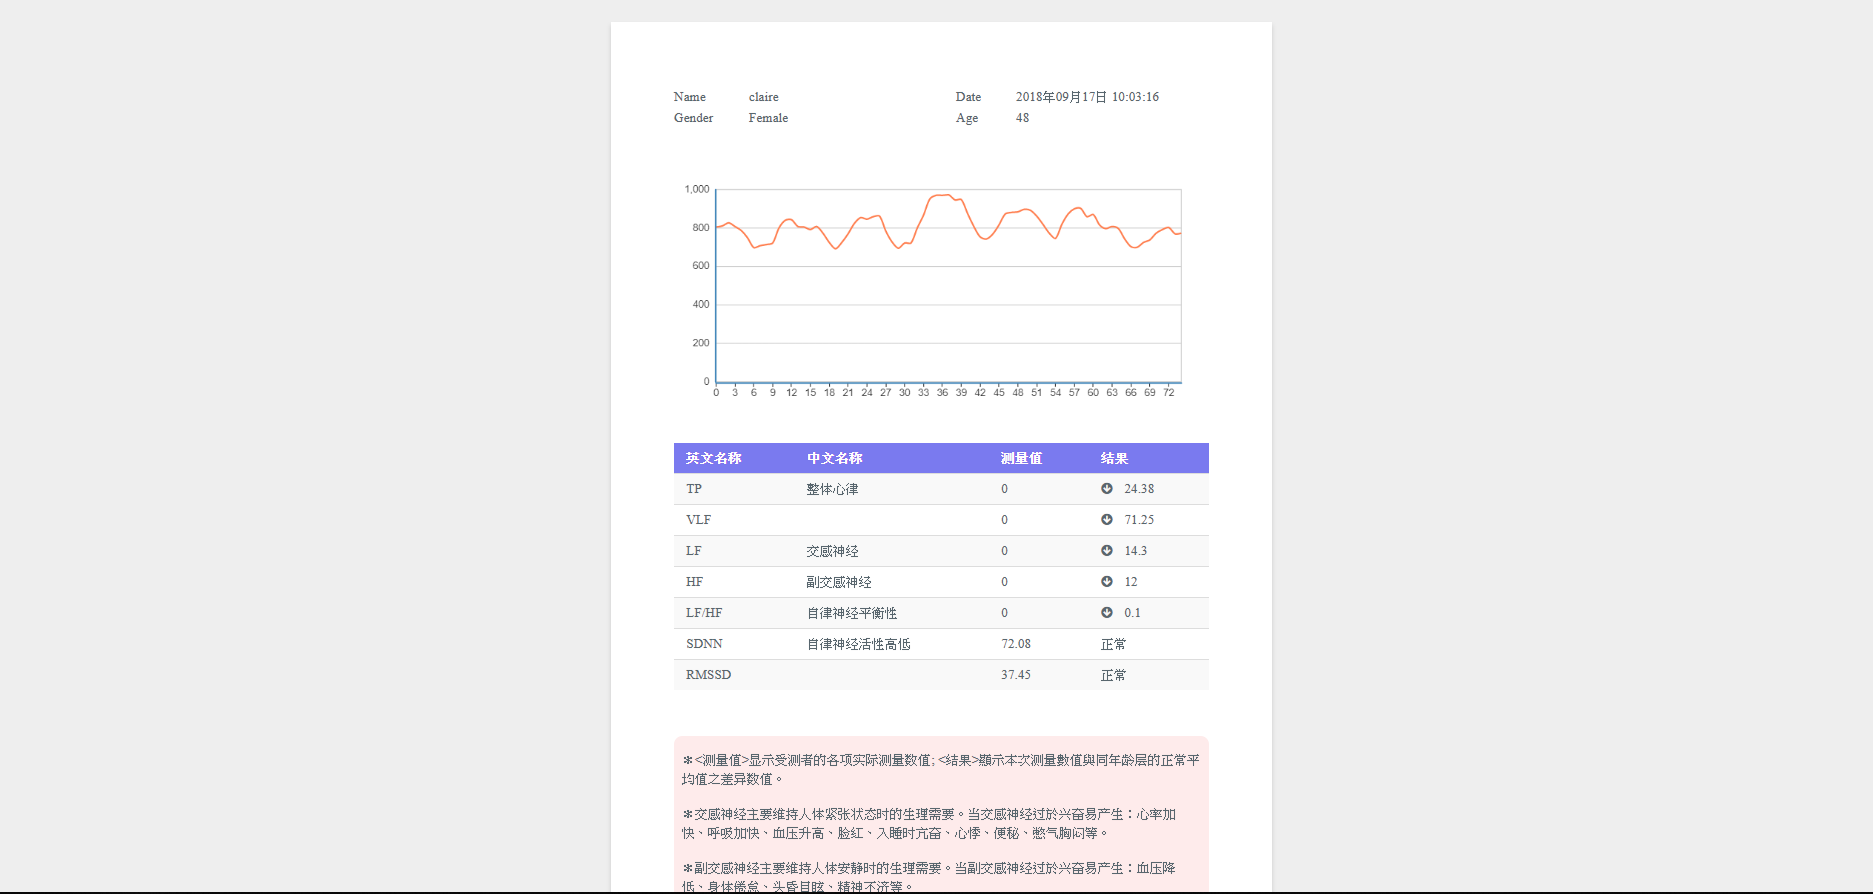 Name claire Date 2018年09月17日 10:03:16
Gender Female Age 48
1,000
800
600
400
200
0
0 3 6 9 12 15 18 21 24 27 30 33 36 39 42 45 48 51 54 57 60 63 66 69 72
英文名称 中文名称 测量值 结果
TP 整体心律 0 24.38
VLF 0 71.25
LF 交感神经 0 14.3
HF 副交感神经 0 12
LF/HF 自律神经平衡性 0 0.1
SDNN 自律神经活性高低 72.08 正常
RMSSD 37.45 正常
＊<测量值>显示受测者的各项实际测量数值; <结果>顯示本次测量數值與同年龄层的正常平
均值之差异数值。
＊交感神经主要维持人体紧张状态时的生理需要。当交感神经过於兴奋易产生：心率加
快、呼吸加快、血压升高、脸红、入睡时亢奋、心悸、便秘、憋气胸闷等。
＊副交感神经主要维持人体安静时的生理需要。当副交感神经过於兴奋易产生：血压降
低、身体倦怠、头昏目眩、精神不济等。